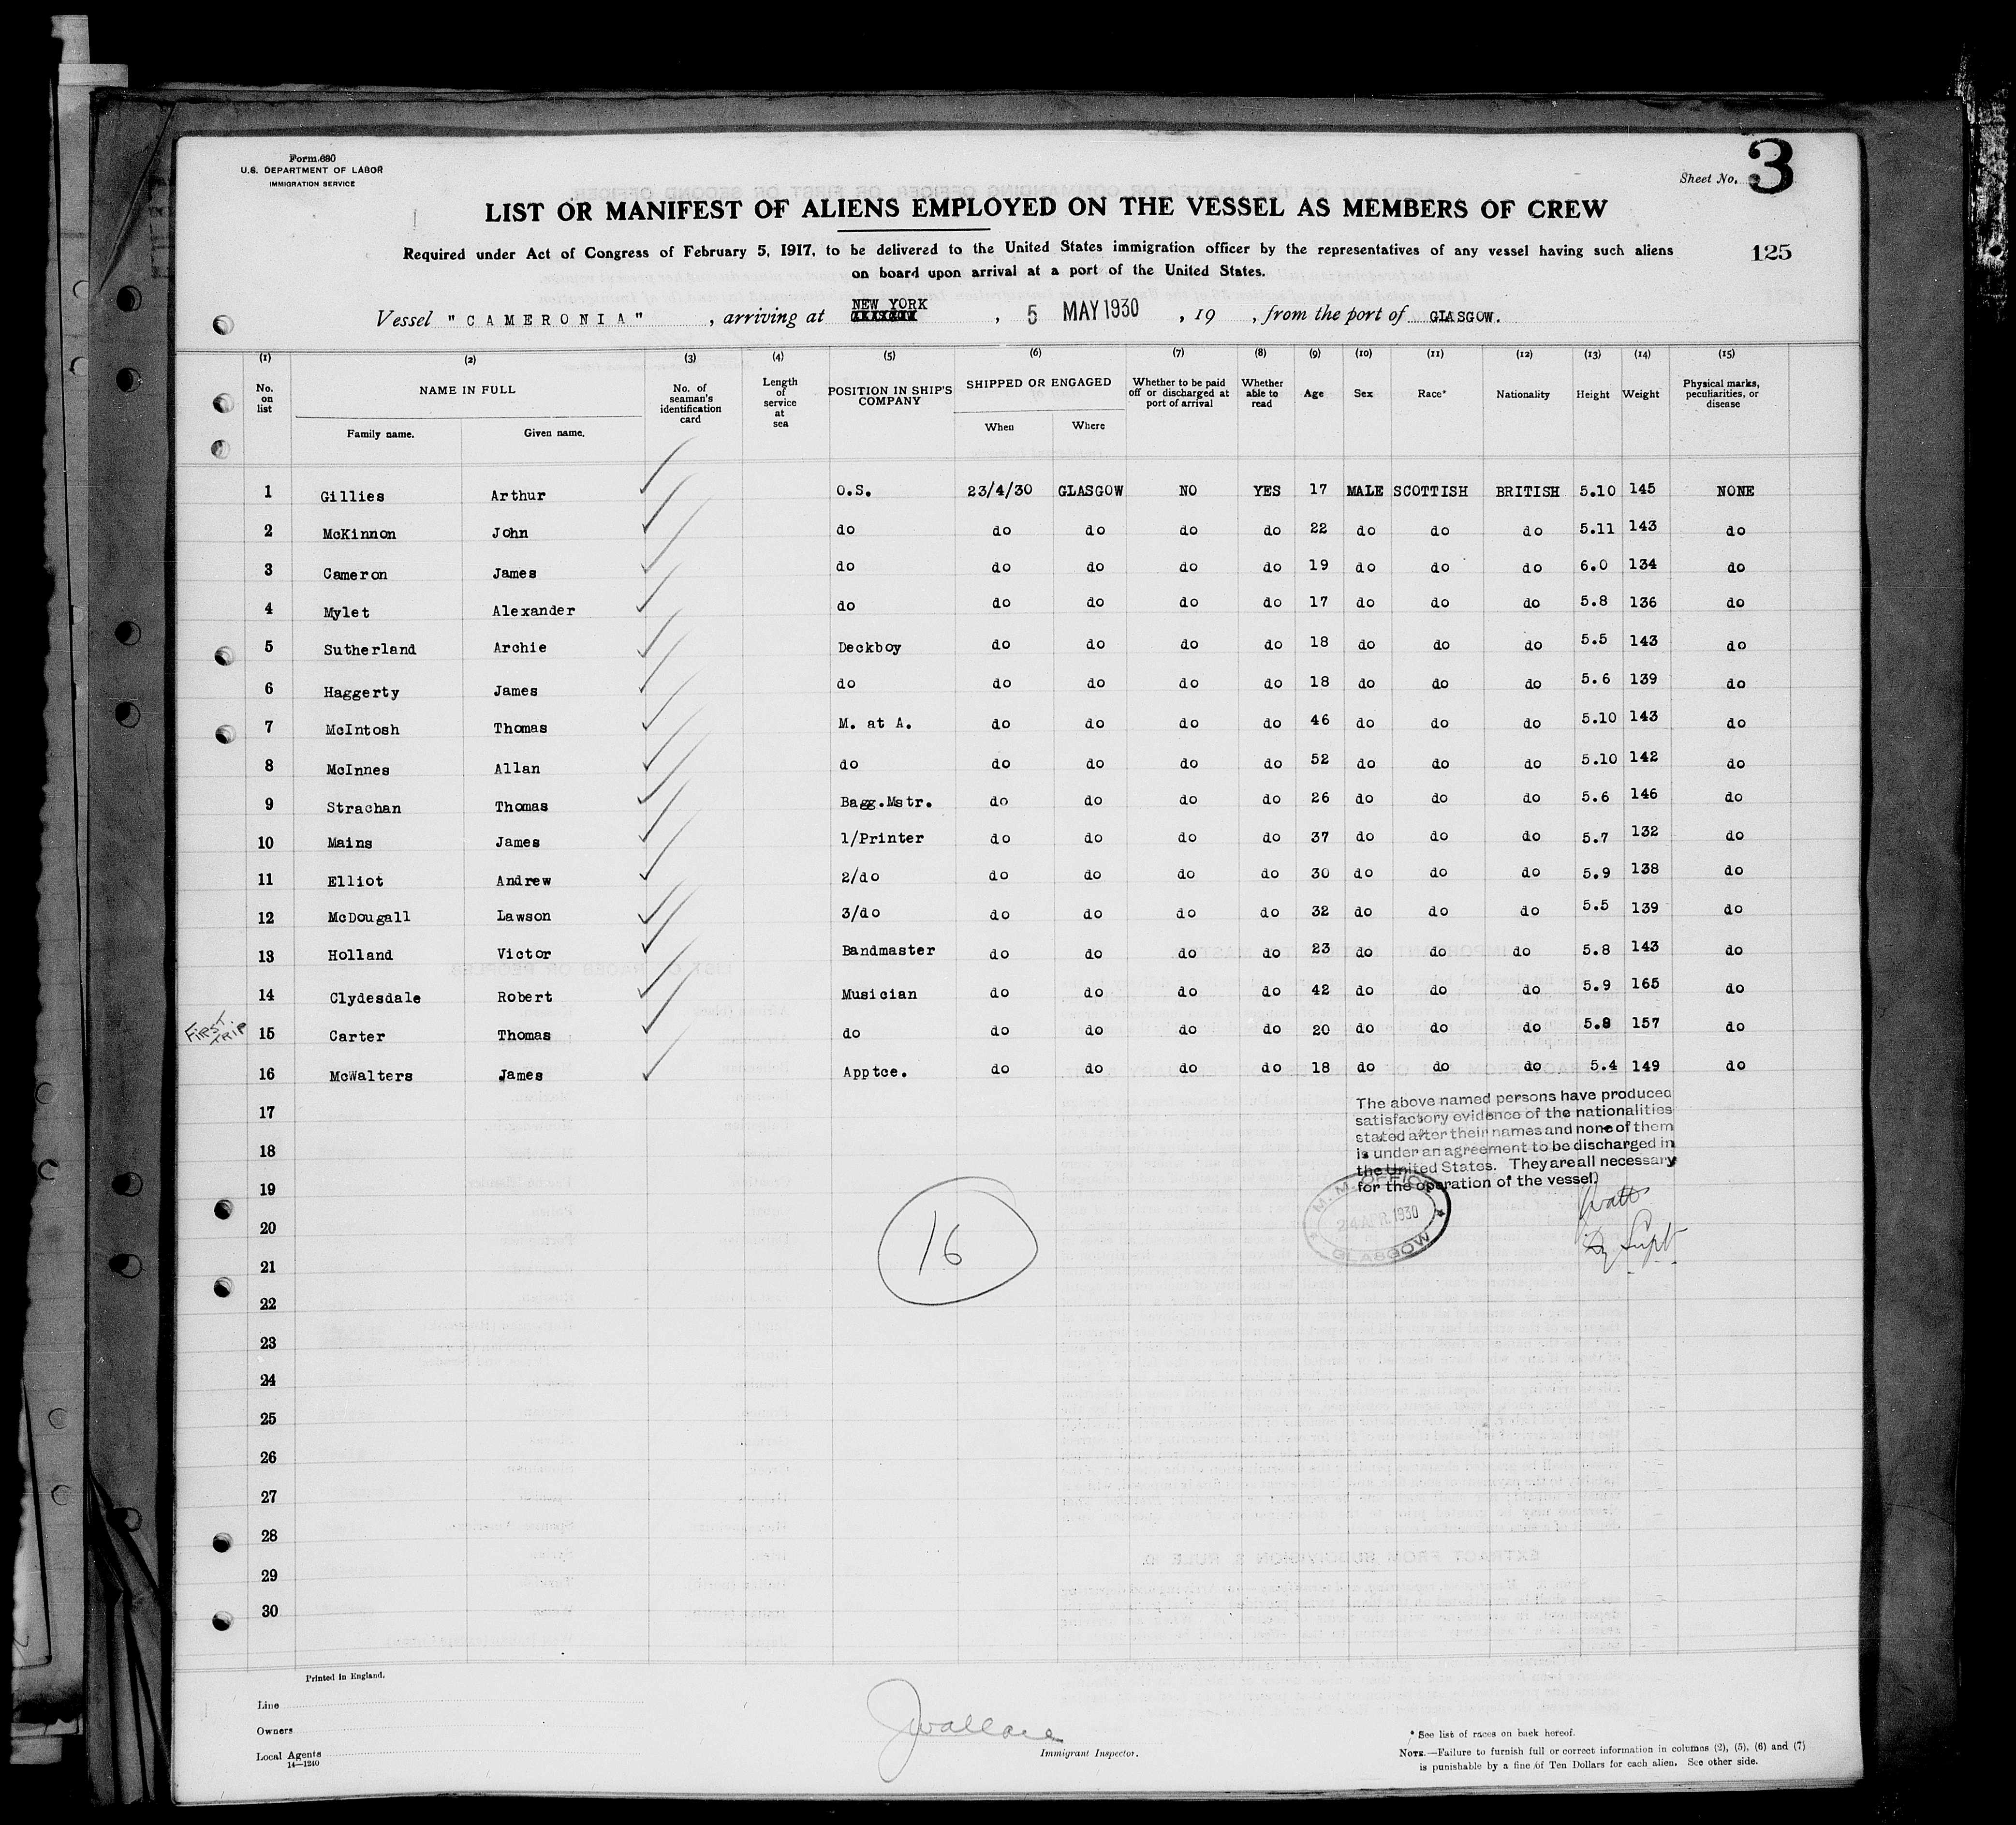 Form 680
U.S. DEPARTMENT OF LABOR
IMMIGRATION SERVICE
Sheet No. 3
LIST OR MANIFEST OF ALIENS EMPLOYED ON THE VESSEL AS MEMBERS OF CREW
Required under Act of Congress of February 5, 1917, to be delivered to the United States immigration officer by the representatives of any vessel having such aliens
on board upon arrival at a port of the United States.
125
Vessel "CAMERONIA", arriving at NEW YORK, 5 MAY 1930, 19 , from the port of GLASGOW.
(1) (2) (3) (4) (5) (6) (7) (8) (9) (10) (11) (12) (13) (14) (15)
No. on list NAME IN FULL Family name. Given name. No. of seaman's identification card Length of service at sea POSITION IN SHIP'S COMPANY SHIPPED OR ENGAGED When Where Whether to be paid off or discharged at port of arrival Whether able to read Age Sex Race* Nationality Height Weight Physical marks, peculiarities, or disease
1 Gillies Arthur O.S. 23/4/30 GLASGOW NO YES 17 MALE SCOTTISH BRITISH 5.10 145 NONE
2 McKinnon John do do do do do 22 do do do 5.11 143 do
3 Cameron James do do do do do 19 do do do 6.0 134 do
4 Mylet Alexander do do do do do 17 do do do 5.8 136 do
5 Sutherland Archie Deckboy do do do do 18 do do do 5.5 143 do
6 Haggerty James do do do do do 18 do do do 5.6 139 do
7 McIntosh Thomas M. at A. do do do do 46 do do do 5.10 143 do
8 McInnes Allan do do do do do 52 do do do 5.10 142 do
9 Strachan Thomas Bagg.Mstr. do do do do 26 do do do 5.6 146 do
10 Mains James 1/Printer do do do do 37 do do do 5.7 132 do
11 Elliot Andrew 2/do do do do do 30 do do do 5.9 138 do
12 McDougall Lawson 3/do do do do do 32 do do do 5.5 139 do
13 Holland Victor Bandmaster do do do do 23 do do do 5.8 143 do
14 Clydesdale Robert Musician do do do do 42 do do do 5.9 165 do
FIRST TRIP 15 Carter Thomas do do do do do 20 do do do 5.8 157 do
16 McWalters James Apptce. do do do do 18 do do do 5.4 149 do
17
The above named persons have produced
satisfactory evidence of the nationalities
stated after their names and none of them
18
is under an agreement to be discharged in
the United States. They are all necessary
for the operation of the vessel.
19
M.M. OFFICE
24 APR. 1930
GLASGOW
Watt
Dy Supt.
20
16
21
22
23
24
25
26
27
28
29
30
Printed in England.
Line
Owners
Local Agents
14—1240
J Wallace
Immigrant Inspector.
* See list of races on back hereof.
NOTE.—Failure to furnish full or correct information in columns (2), (5), (6) and (7)
is punishable by a fine of Ten Dollars for each alien. See other side.